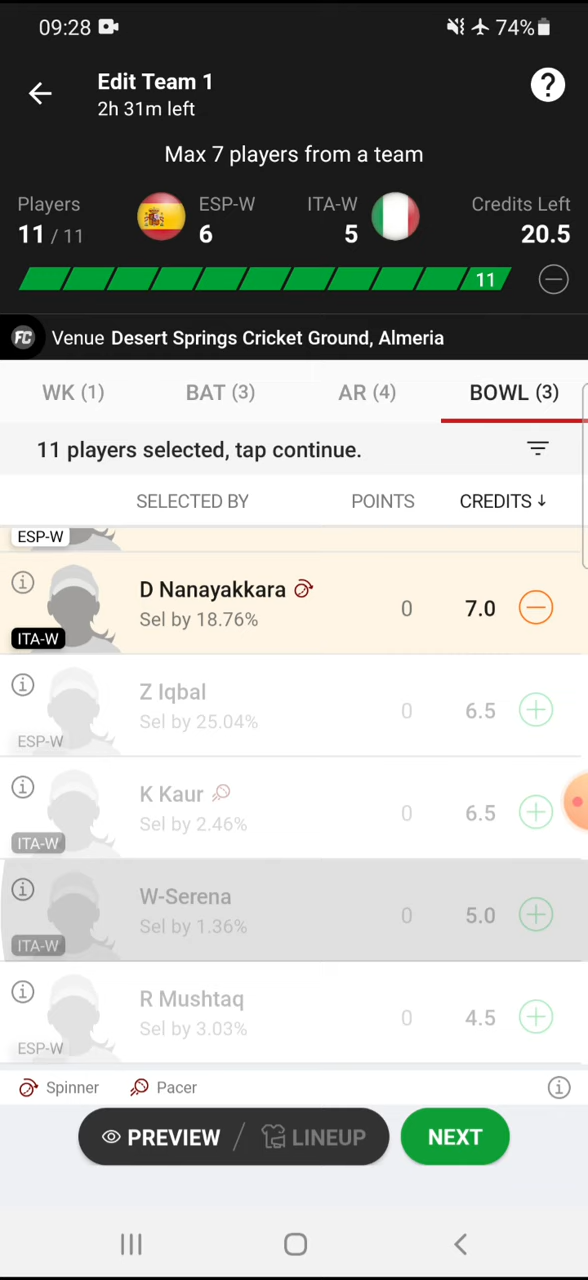 09:28 74%
Edit Team 1
2h 31m left
?
Max 7 players from a team
Players ESP-W ITA-W Credits Left
11 / 11 6 5 20.5
11
FC Venue Desert Springs Cricket Ground, Almeria
WK (1) BAT (3) AR (4) BOWL (3)
11 players selected, tap continue.
SELECTED BY POINTS CREDITS ↓
ESP-W
D Nanayakkara
Sel by 18.76% 0 7.0
ITA-W
Z Iqbal
Sel by 25.04% 0 6.5
ESP-W
K Kaur
Sel by 2.46% 0 6.5
ITA-W
W-Serena
Sel by 1.36% 0 5.0
ITA-W
R Mushtaq
Sel by 3.03% 0 4.5
ESP-W
Spinner Pacer
PREVIEW / LINEUP NEXT